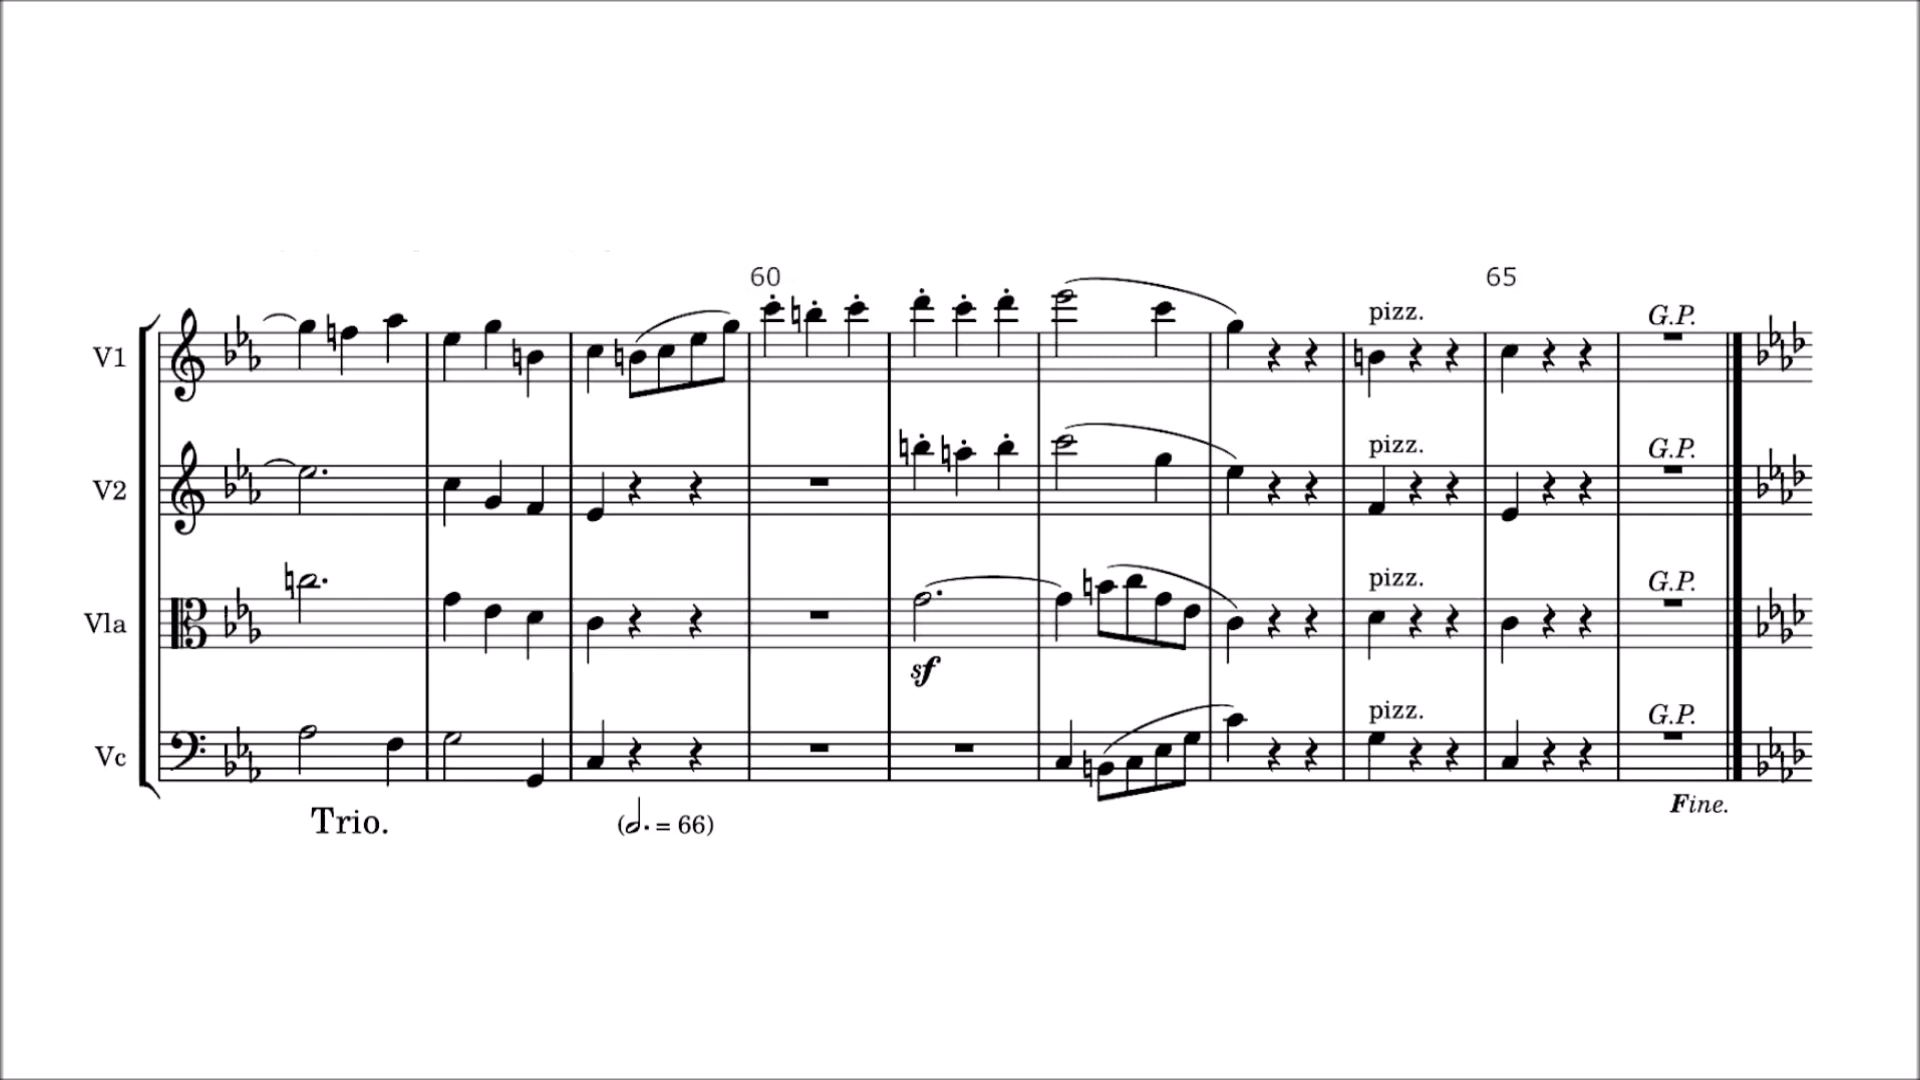 60 65
pizz.
G.P.
V1
pizz.
G.P.
V2
pizz.
G.P.
Vla
sf
pizz.
G.P.
Vc
Fine.
Trio. (𝅗𝅥. = 66)